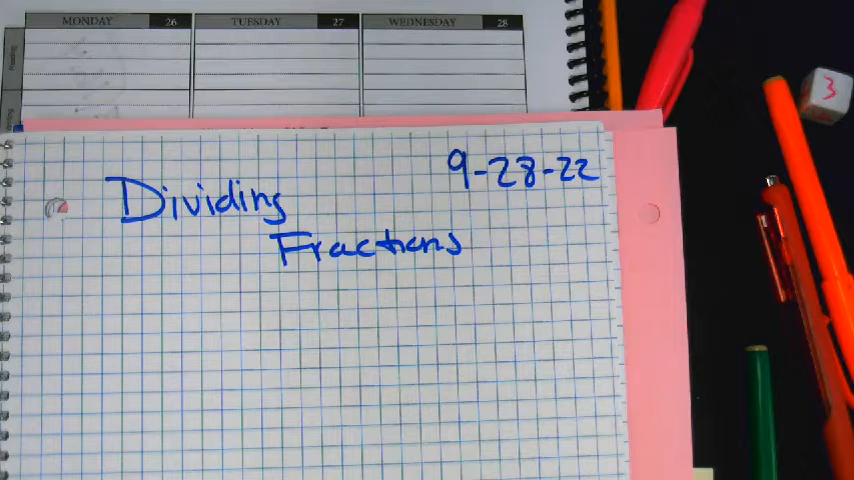 MONDAY 26 TUESDAY 27 WEDNESDAY 28
9-28-22
Dividing
Fractions
3